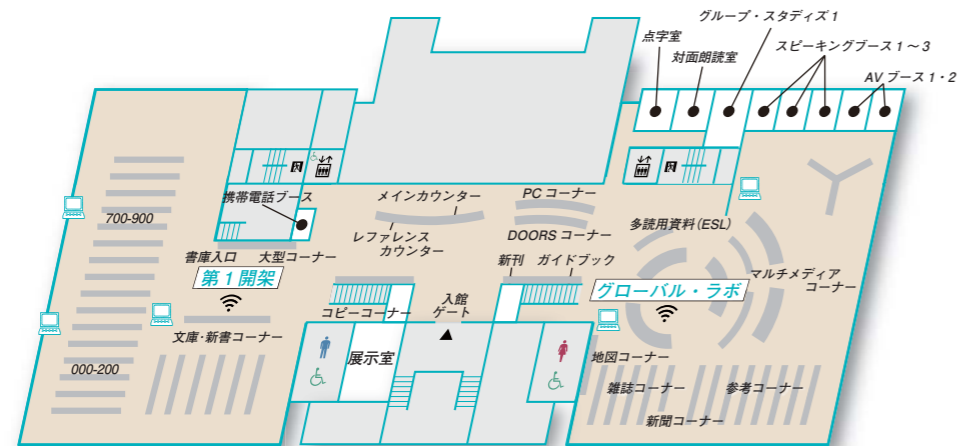 グループ・スタディズ 1
点字室
スピーキングブース 1 〜 3
対面朗読室
AV ブース 1・2
携帯電話ブース
メインカウンター
PC コーナー
700-900
多読用資料(ESL)
レファレンス
カウンター
DOORS コーナー
書庫入口
大型コーナー
新刊
ガイドブック
マルチメディア
コーナー
第 1 開架
グローバル・ラボ
コピーコーナー
入館
ゲート
文庫・新書コーナー
展示室
地図コーナー
000-200
雑誌コーナー
参考コーナー
新聞コーナー